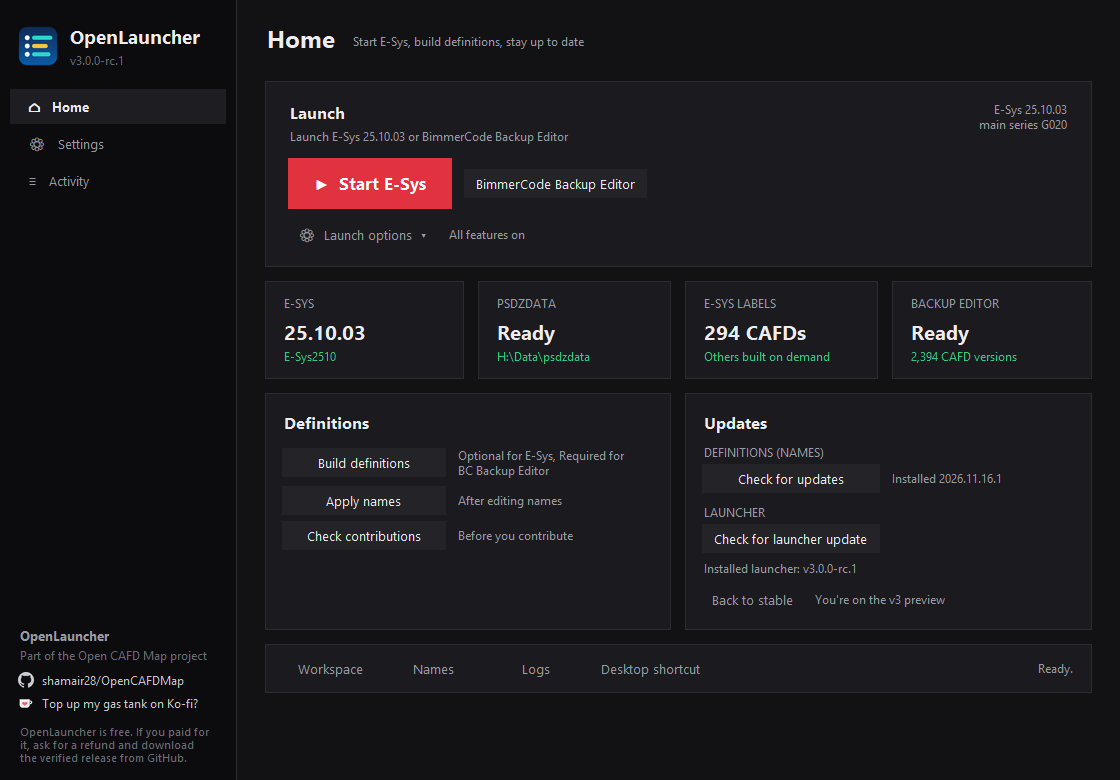 OpenLauncher
v3.0.0-rc.1
Home
Settings
Activity
OpenLauncher
Part of the Open CAFD Map project
shamair28/OpenCAFDMap
Top up my gas tank on Ko-fi?
OpenLauncher is free. If you paid for
it, ask for a refund and download
the verified release from GitHub.
Home
Start E-Sys, build definitions, stay up to date
Launch
Launch E-Sys 25.10.03 or BimmerCode Backup Editor
E-Sys 25.10.03
main series G020
Start E-Sys
BimmerCode Backup Editor
Launch options
All features on
E-SYS
25.10.03
E-Sys2510
PSDZDATA
Ready
H:\Data\psdzdata
E-SYS LABELS
294 CAFDs
Others built on demand
BACKUP EDITOR
Ready
2,394 CAFD versions
Definitions
Build definitions
Optional for E-Sys, Required for
BC Backup Editor
Apply names
After editing names
Check contributions
Before you contribute
Updates
DEFINITIONS (NAMES)
Check for updates
Installed 2026.11.16.1
LAUNCHER
Check for launcher update
Installed launcher: v3.0.0-rc.1
Back to stable
You're on the v3 preview
Workspace
Names
Logs
Desktop shortcut
Ready.